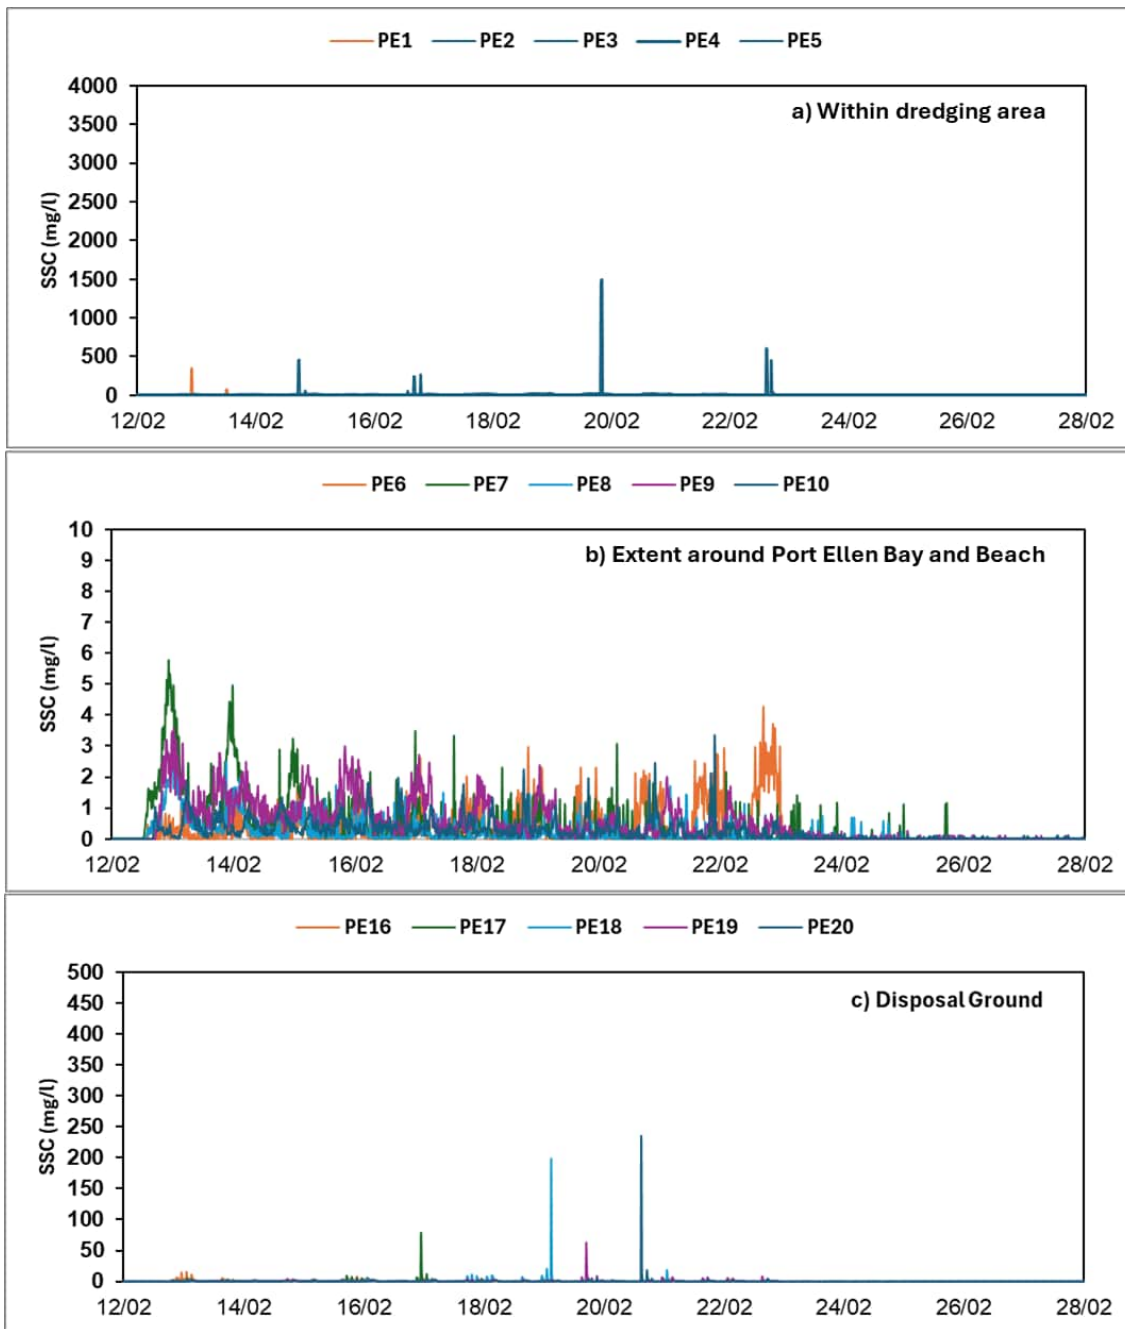 PE1 PE2 PE3 PE4 PE5
a) Within dredging area
SSC (mg/l)
4000
3500
3000
2500
2000
1500
1000
500
0
12/02 14/02 16/02 18/02 20/02 22/02 24/02 26/02 28/02
PE6 PE7 PE8 PE9 PE10
b) Extent around Port Ellen Bay and Beach
SSC (mg/l)
10
9
8
7
6
5
4
3
2
1
0
12/02 14/02 16/02 18/02 20/02 22/02 24/02 26/02 28/02
PE16 PE17 PE18 PE19 PE20
c) Disposal Ground
SSC (mg/l)
500
450
400
350
300
250
200
150
100
50
0
12/02 14/02 16/02 18/02 20/02 22/02 24/02 26/02 28/02